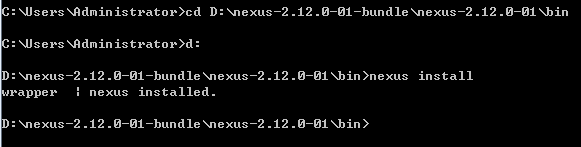 C:\Users\Administrator>cd D:\nexus-2.12.0-01-bundle\nexus-2.12.0-01\bin
C:\Users\Administrator>d:
D:\nexus-2.12.0-01-bundle\nexus-2.12.0-01\bin>nexus install
wrapper  | nexus installed.
D:\nexus-2.12.0-01-bundle\nexus-2.12.0-01\bin>